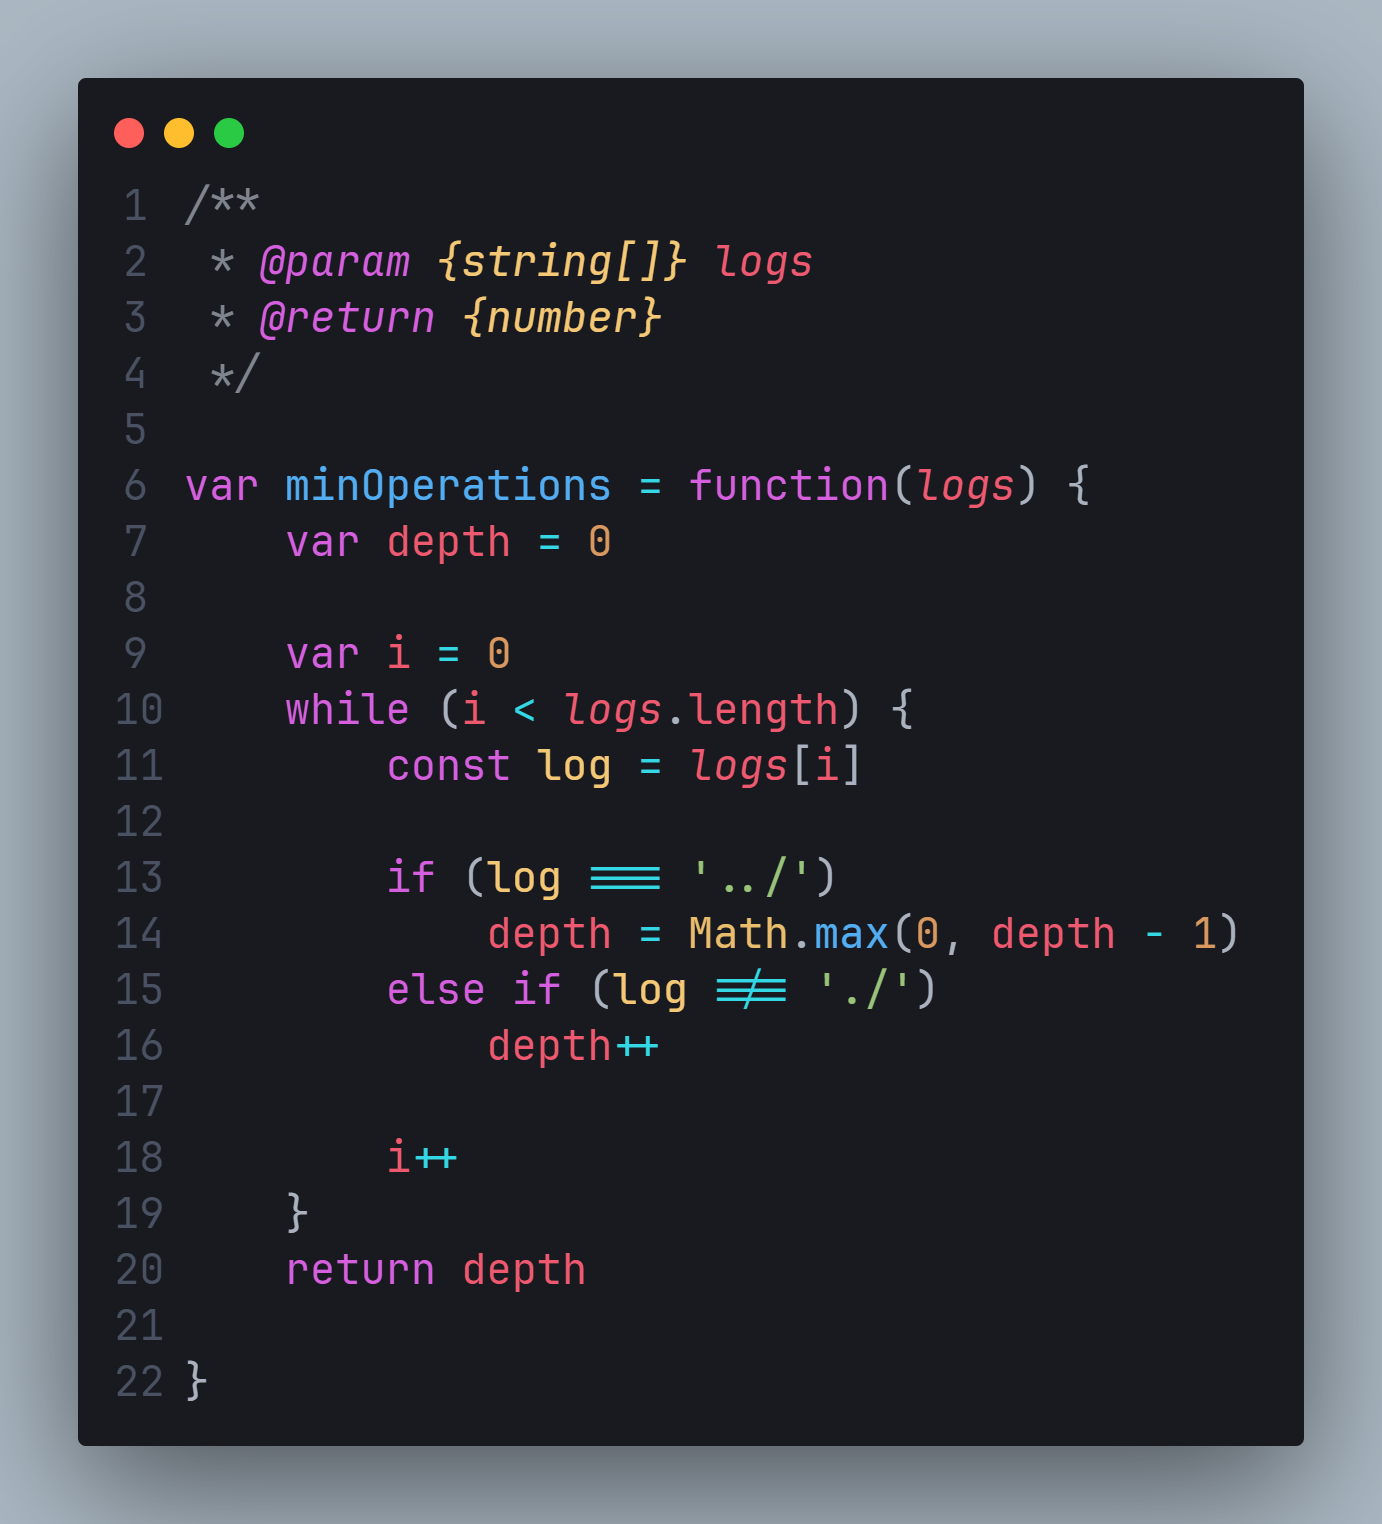 1 /**
2  * @param {string[]} logs
3  * @return {number}
4  */
5
6 var minOperations = function(logs) {
7     var depth = 0
8
9     var i = 0
10     while (i < logs.length) {
11         const log = logs[i]
12
13         if (log === '../')
14             depth = Math.max(0, depth - 1)
15         else if (log !== './')
16             depth++
17
18         i++
19     }
20     return depth
21
22 }